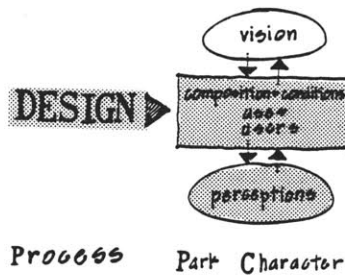 vision
composition+conditions
uses
users
DESIGN
perceptions
Process
Park Character